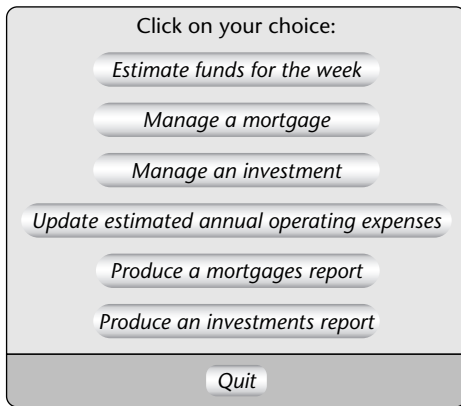 Click on your choice:
Estimate funds for the week
Manage a mortgage
Manage an investment
Update estimated annual operating expenses
Produce a mortgages report
Produce an investments report
Quit